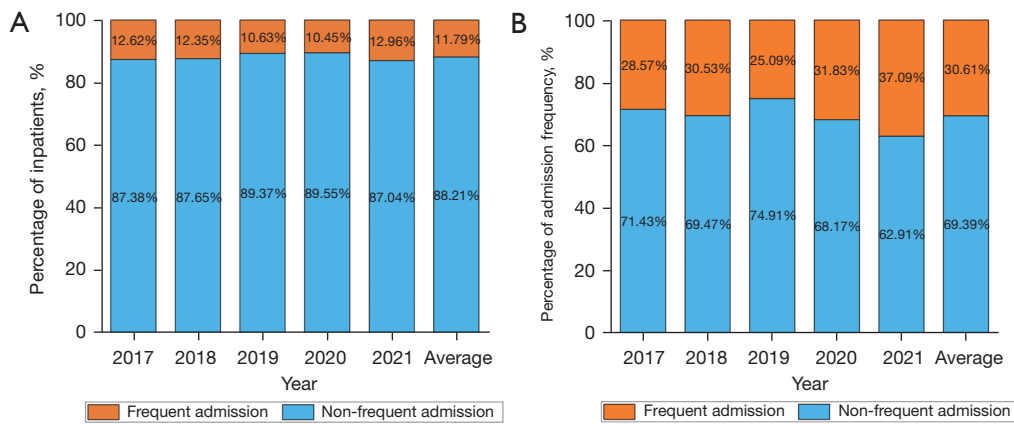 A
Percentage of inpatients, %
100
80
60
40
20
0
12.62% 12.35% 10.63% 10.45% 12.96% 11.79%
87.38% 87.65% 89.37% 89.55% 87.04% 88.21%
2017 2018 2019 2020 2021 Average
Year
Frequent admission Non-frequent admission
B
Percentage of admission frequency, %
100
80
60
40
20
0
28.57% 30.53% 25.09% 31.83% 37.09% 30.61%
71.43% 69.47% 74.91% 68.17% 62.91% 69.39%
2017 2018 2019 2020 2021 Average
Year
Frequent admission Non-frequent admission